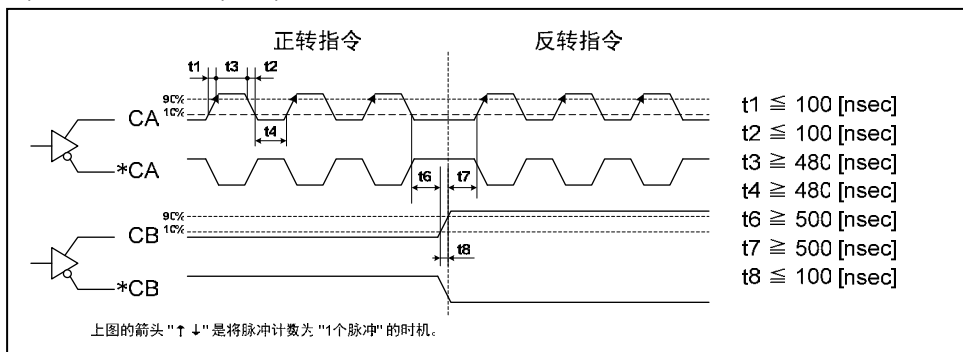 正转指令 反转指令
t1 t3 t2
90%
10%
CA
t4
*CA
t6 t7
90%
10%
CB
t8
*CB
t1 ≦ 100 [nsec]
t2 ≦ 100 [nsec]
t3 ≧ 480 [nsec]
t4 ≧ 480 [nsec]
t6 ≧ 500 [nsec]
t7 ≧ 500 [nsec]
t8 ≦ 100 [nsec]
上图的箭头"↑ ↓"是将脉冲计数为"1个脉冲"的时机。